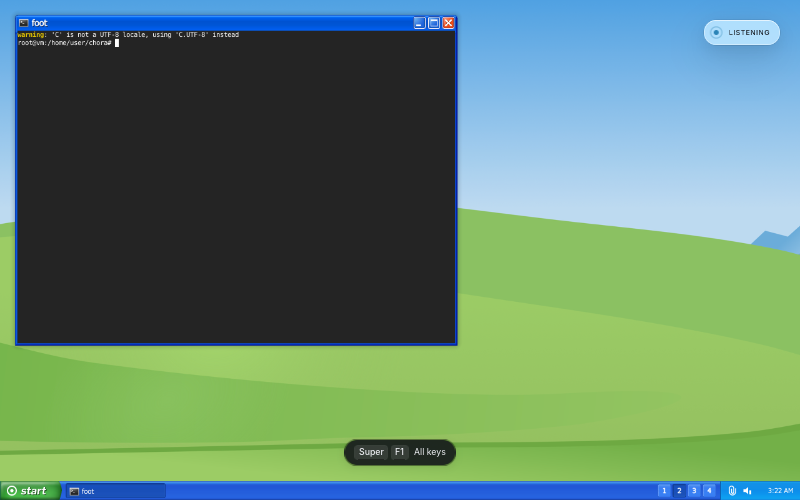 foot
warning: 'C' is not a UTF-8 locale, using 'C.UTF-8' instead
root@vm:/home/user/chora#
LISTENING
Super F1 All keys
start
foot
1 2 3 4
3:22 AM